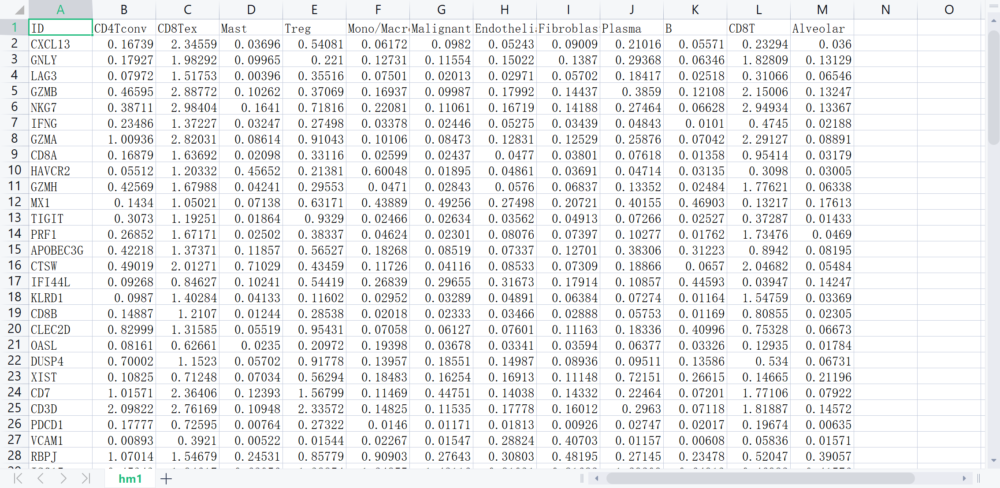 A B C D E F G H I J K L M N O
1 ID CD4Tconv CD8Tex Mast Treg Mono/Macr Malignant Endotheli Fibroblas Plasma B CD8T Alveolar
2 CXCL13 0.16739 2.34559 0.03696 0.54081 0.06172 0.0982 0.05243 0.09009 0.21016 0.05571 0.23294 0.036
3 GNLY 0.17927 1.98292 0.09965 0.221 0.12731 0.11554 0.15022 0.1387 0.29368 0.06346 1.82809 0.13129
4 LAG3 0.07972 1.51753 0.00396 0.35516 0.07501 0.02013 0.02971 0.05702 0.18417 0.02518 0.31066 0.06546
5 GZMB 0.46595 2.88772 0.10262 0.37069 0.16937 0.09987 0.17992 0.14437 0.3859 0.12108 2.15006 0.13247
6 NKG7 0.38711 2.98404 0.1641 0.71816 0.22081 0.11061 0.16719 0.14188 0.27464 0.06628 2.94934 0.13367
7 IFNG 0.23486 1.37227 0.03247 0.27498 0.03378 0.02446 0.05275 0.03439 0.04843 0.0101 0.4745 0.02188
8 GZMA 1.00936 2.82031 0.08614 0.91043 0.10106 0.08473 0.12831 0.12529 0.25876 0.07042 2.29127 0.08891
9 CD8A 0.16879 1.63692 0.02098 0.33116 0.02599 0.02437 0.0477 0.03801 0.07618 0.01358 0.95414 0.03179
10 HAVCR2 0.05512 1.20332 0.45652 0.21381 0.60048 0.01895 0.04861 0.03691 0.04714 0.03135 0.3098 0.03005
11 GZMH 0.42569 1.67988 0.04241 0.29553 0.0471 0.02843 0.0576 0.06837 0.13352 0.02484 1.77621 0.06338
12 MX1 0.1434 1.05021 0.07138 0.63171 0.43889 0.49256 0.27498 0.20721 0.40155 0.46903 0.13217 0.17613
13 TIGIT 0.3073 1.19251 0.01864 0.9329 0.02466 0.02634 0.03562 0.04913 0.07266 0.02527 0.37287 0.01433
14 PRF1 0.26852 1.67171 0.02502 0.38337 0.04624 0.02301 0.08076 0.07397 0.10277 0.01762 1.73476 0.0469
15 APOBEC3G 0.42218 1.37371 0.11857 0.56527 0.18268 0.08519 0.07337 0.12701 0.38306 0.31223 0.8942 0.08195
16 CTSW 0.49019 2.01271 0.71029 0.43459 0.11726 0.04116 0.08533 0.07309 0.18866 0.0657 2.04682 0.05484
17 IFI44L 0.09268 0.84627 0.10241 0.54419 0.26839 0.29655 0.31673 0.17914 0.10857 0.44593 0.03947 0.14247
18 KLRD1 0.0987 1.40284 0.04133 0.11602 0.02952 0.03289 0.04891 0.06384 0.07274 0.01164 1.54759 0.03369
19 CD8B 0.14887 1.2107 0.01244 0.28538 0.02018 0.02333 0.03466 0.02888 0.05753 0.01169 0.80855 0.02305
20 CLEC2D 0.82999 1.31585 0.05519 0.95431 0.07058 0.06127 0.07601 0.11163 0.18336 0.40996 0.75328 0.06673
21 OASL 0.08161 0.62661 0.0235 0.20972 0.19398 0.03678 0.03341 0.03594 0.06377 0.03326 0.12935 0.01784
22 DUSP4 0.70002 1.1523 0.05702 0.91778 0.13957 0.18551 0.14987 0.08936 0.09511 0.13586 0.534 0.06731
23 XIST 0.10825 0.71248 0.07034 0.56294 0.18483 0.16254 0.16913 0.11148 0.72151 0.26615 0.14665 0.21196
24 CD7 1.01571 2.36406 0.12393 1.56799 0.11469 0.44751 0.14038 0.14332 0.22464 0.07201 1.77106 0.07922
25 CD3D 2.09822 2.76169 0.10948 2.33572 0.14825 0.11535 0.17778 0.16012 0.2963 0.07118 1.81887 0.14572
26 PDCD1 0.17777 0.72595 0.00764 0.27322 0.0146 0.01171 0.01813 0.00926 0.02747 0.02017 0.19674 0.00635
27 VCAM1 0.00893 0.3921 0.00522 0.01544 0.02267 0.01547 0.28824 0.40703 0.01157 0.00608 0.05836 0.01571
28 RBPJ 1.07014 1.54679 0.24531 0.85779 0.90903 0.27643 0.30803 0.48195 0.27145 0.23478 0.52047 0.39057
hm1